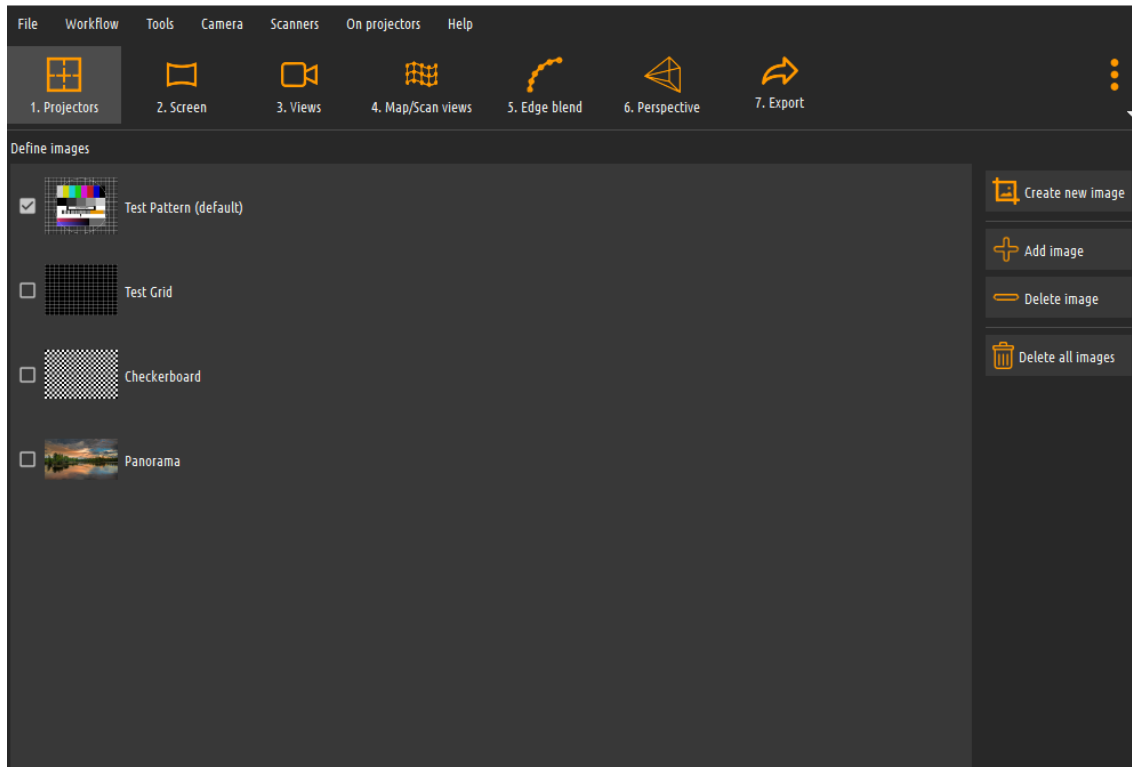 File Workflow Tools Camera Scanners On projectors Help
1. Projectors 2. Screen 3. Views 4. Map/Scan views 5. Edge blend 6. Perspective 7. Export
Define images
Test Pattern (default)
Test Grid
Checkerboard
Panorama
Create new image
Add image
Delete image
Delete all images